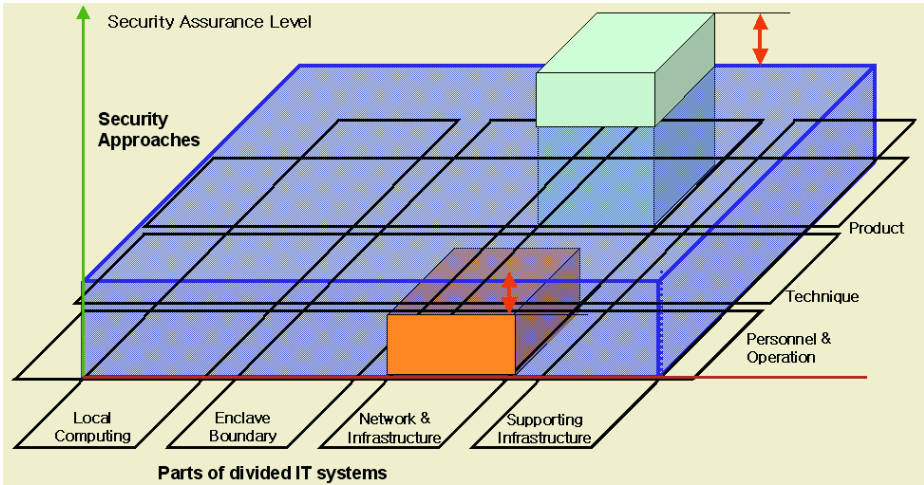 Security Assurance Level
Security
Approaches
Product
Technique
Personnel &
Operation
Local
Computing
Enclave
Boundary
Network &
Infrastructure
Supporting
Infrastructure
Parts of divided IT systems